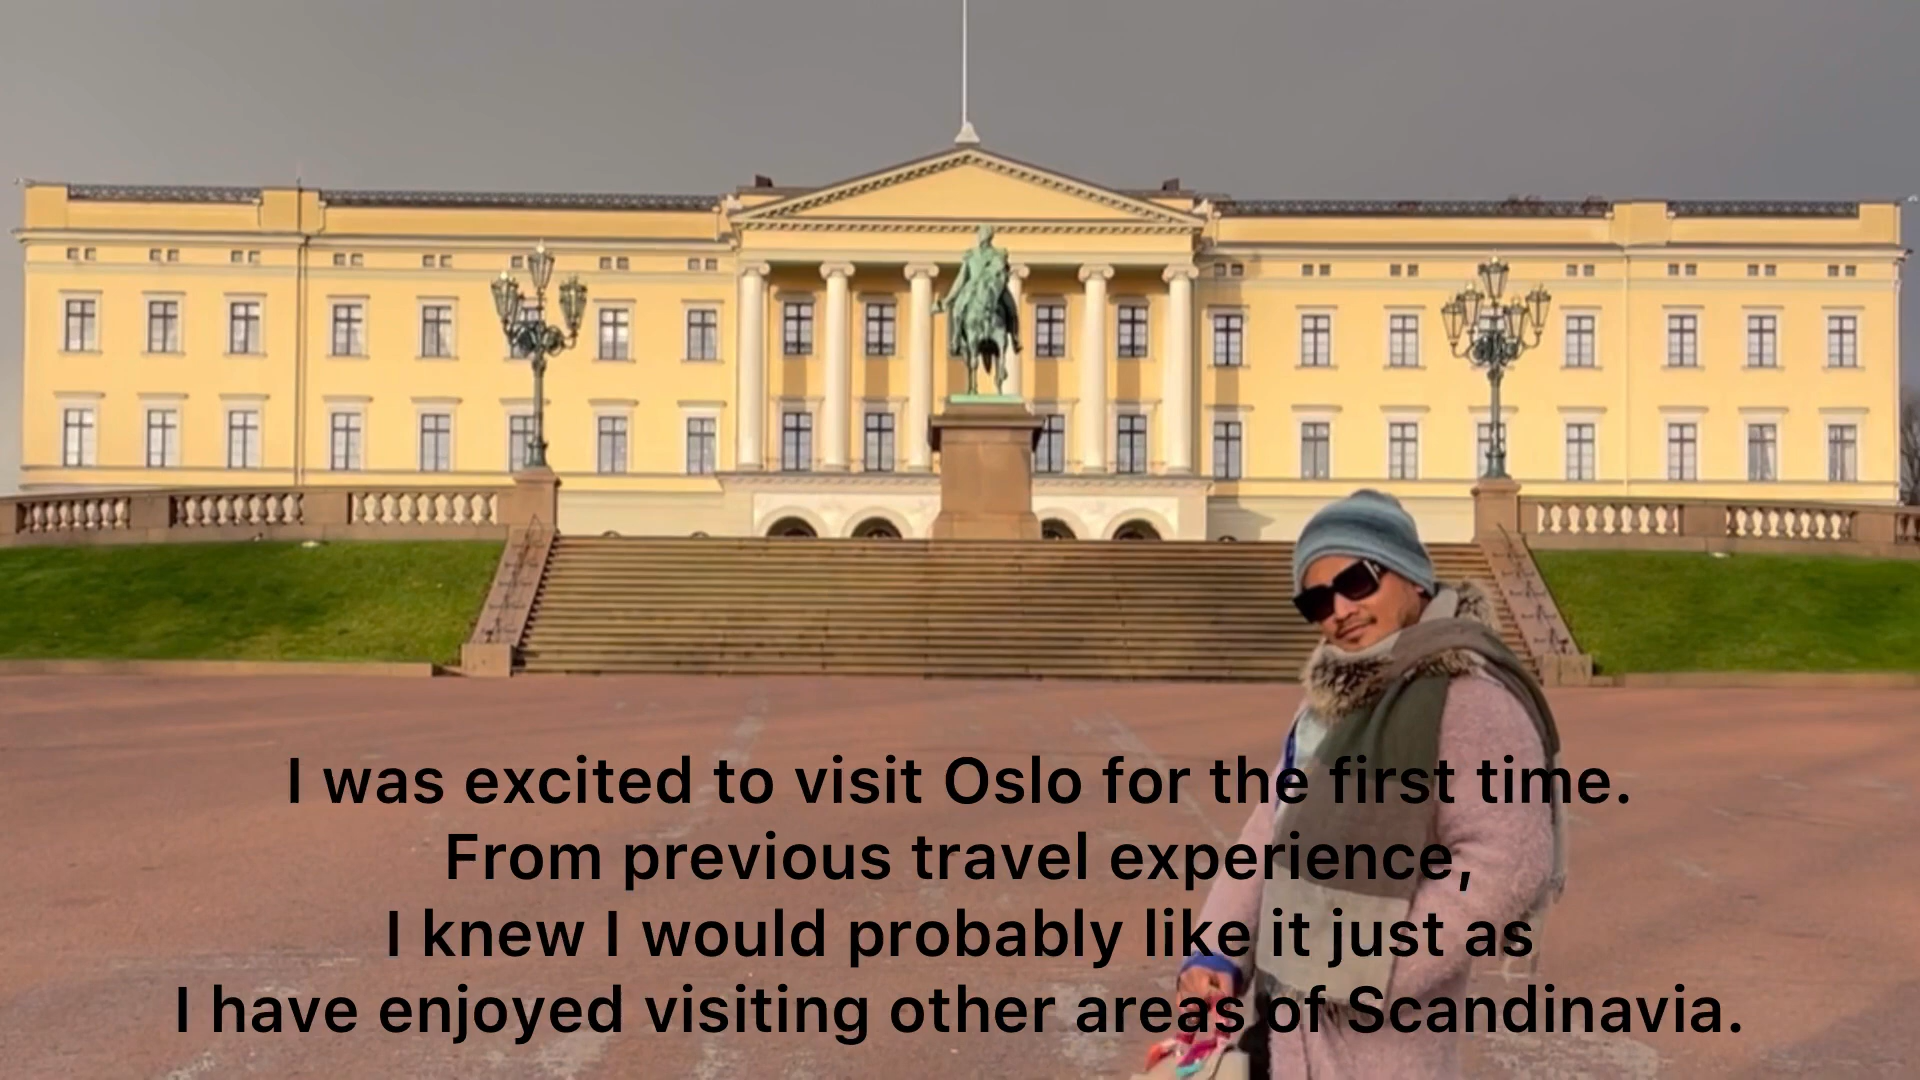 I was excited to visit Oslo for the first time.
From previous travel experience,
I knew I would probably like it just as
I have enjoyed visiting other areas of Scandinavia.